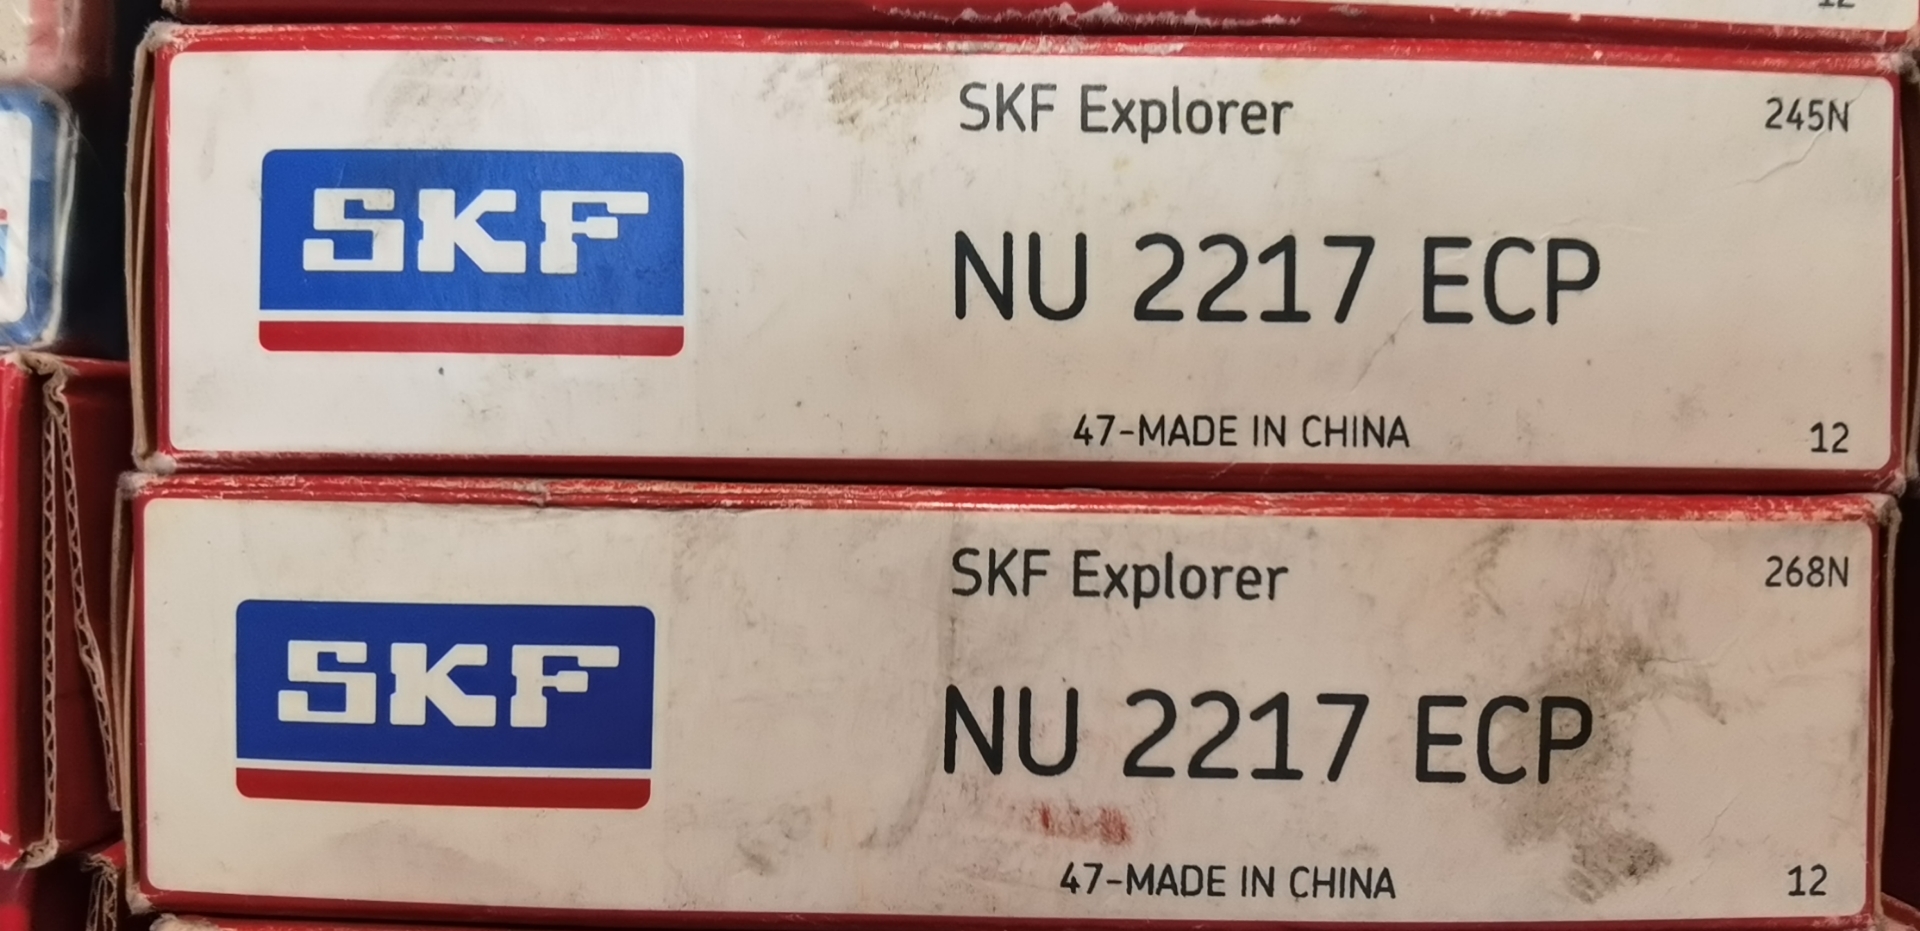 12
SKF Explorer
245N
SKF
NU 2217 ECP
47-MADE IN CHINA
12
SKF Explorer
268N
SKF
NU 2217 ECP
47-MADE IN CHINA
12